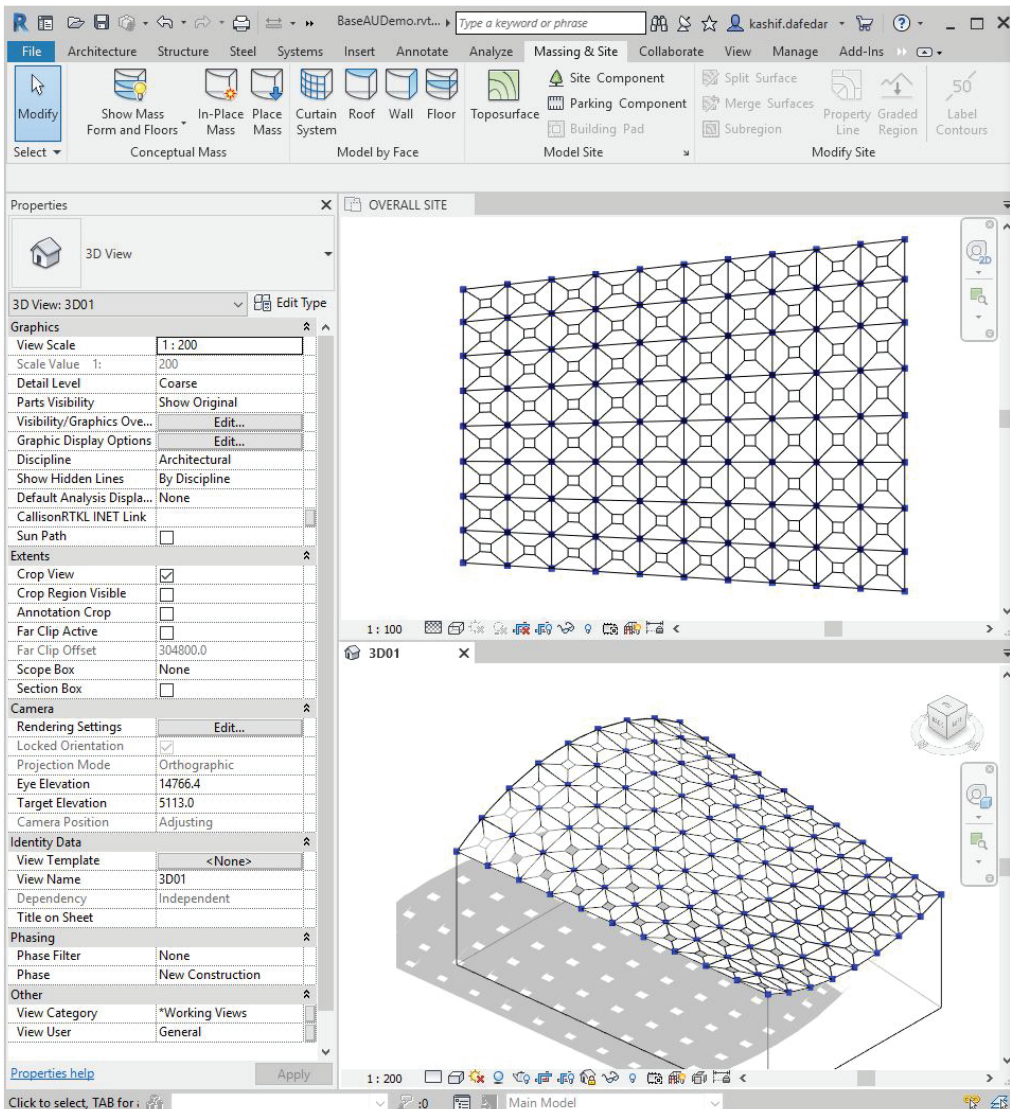 BaseAUDemo.rvt... Type a keyword or phrase kashif.dafedar
File Architecture Structure Steel Systems Insert Annotate Analyze Massing & Site Collaborate View Manage Add-Ins
Modify
Show Mass Form and Floors
In-Place Mass
Place Mass
Curtain System
Roof
Wall
Floor
Toposurface
Site Component
Parking Component
Building Pad
Split Surface
Merge Surfaces
Subregion
Property Line
Graded Region
50
Label Contours
Select Conceptual Mass Model by Face Model Site Modify Site
Properties
3D View
3D View: 3D01 Edit Type
Graphics
View Scale 1 : 200
Scale Value 1: 200
Detail Level Coarse
Parts Visibility Show Original
Visibility/Graphics Ove... Edit...
Graphic Display Options Edit...
Discipline Architectural
Show Hidden Lines By Discipline
Default Analysis Displa... None
CallisonRTKL INET Link
Sun Path
Extents
Crop View
Crop Region Visible
Annotation Crop
Far Clip Active
Far Clip Offset 304800.0
Scope Box None
Section Box
Camera
Rendering Settings Edit...
Locked Orientation
Projection Mode Orthographic
Eye Elevation 14766.4
Target Elevation 5113.0
Camera Position Adjusting
Identity Data
View Template <None>
View Name 3D01
Dependency Independent
Title on Sheet
Phasing
Phase Filter None
Phase New Construction
Other
View Category *Working Views
View User General
Properties help Apply
OVERALL SITE
2D
1 : 100
3D01
1 : 200
Click to select, TAB for a :0 Main Model